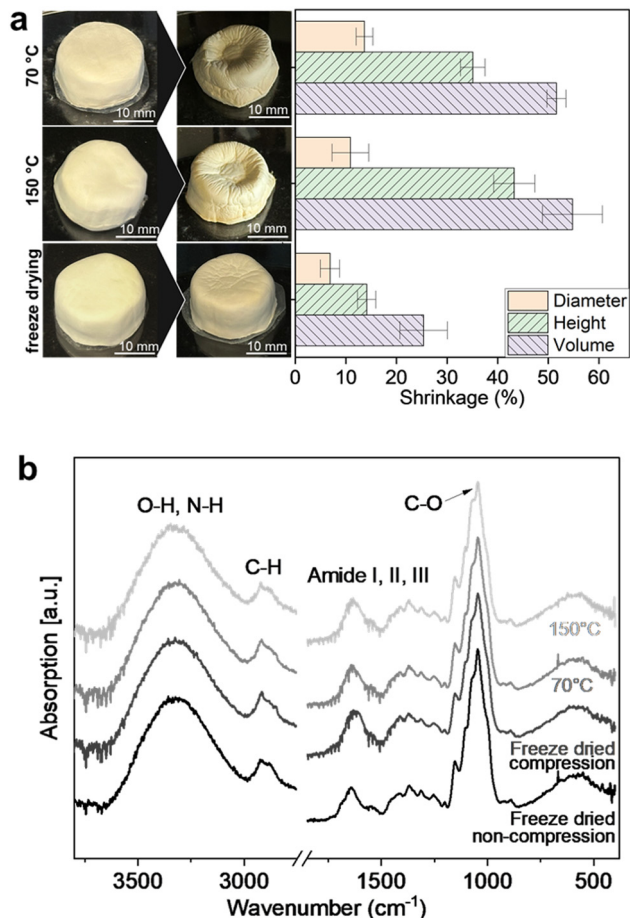 a
70 °C
10 mm
10 mm
150 °C
10 mm
10 mm
freeze drying
10 mm
10 mm
Diameter
Height
Volume
0 10 20 30 40 50 60
Shrinkage (%)
b
O-H, N-H
C-H
Amide I, II, III
C-O
150°C
70°C
Freeze dried
compression
Freeze dried
non-compression
Absorption [a.u.]
3500 3000 1500 1000 500
Wavenumber (cm⁻¹)